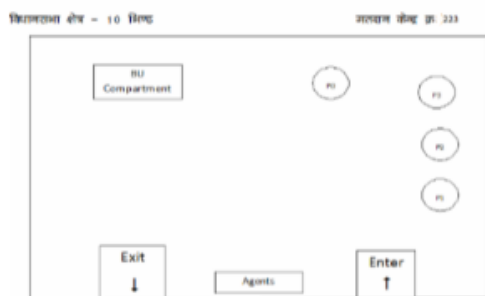 विधानसभा क्षेत्र - 10 भिण्ड
मतदान केन्द्र क्र. 223
BU
Compartment
Exit
Agents
Enter